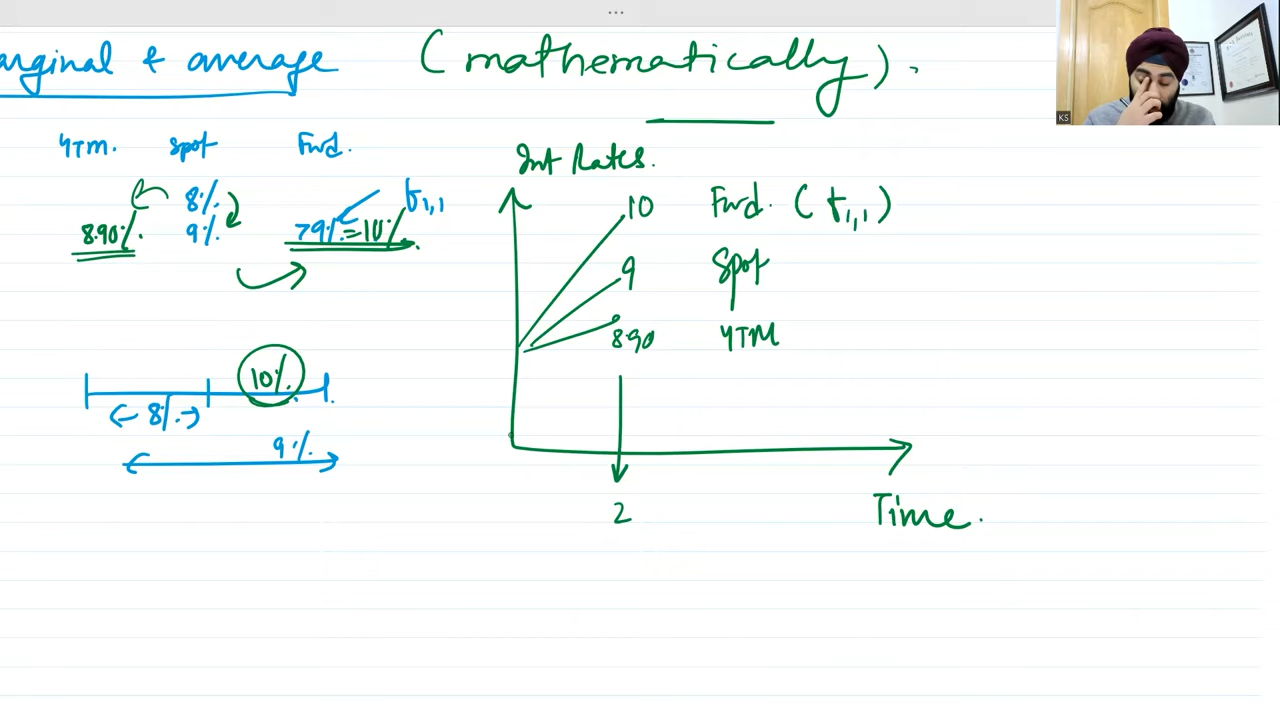 arginal & average (mathematically).
YTM. Spot Fwd.
8% f1,1
8.90%. 9% >9% = 10%.
Int Rates.
10 Fwd. (f1,1)
9 Spot
8.90 YTM
10%.
8%.
9%.
2 Time.
KS